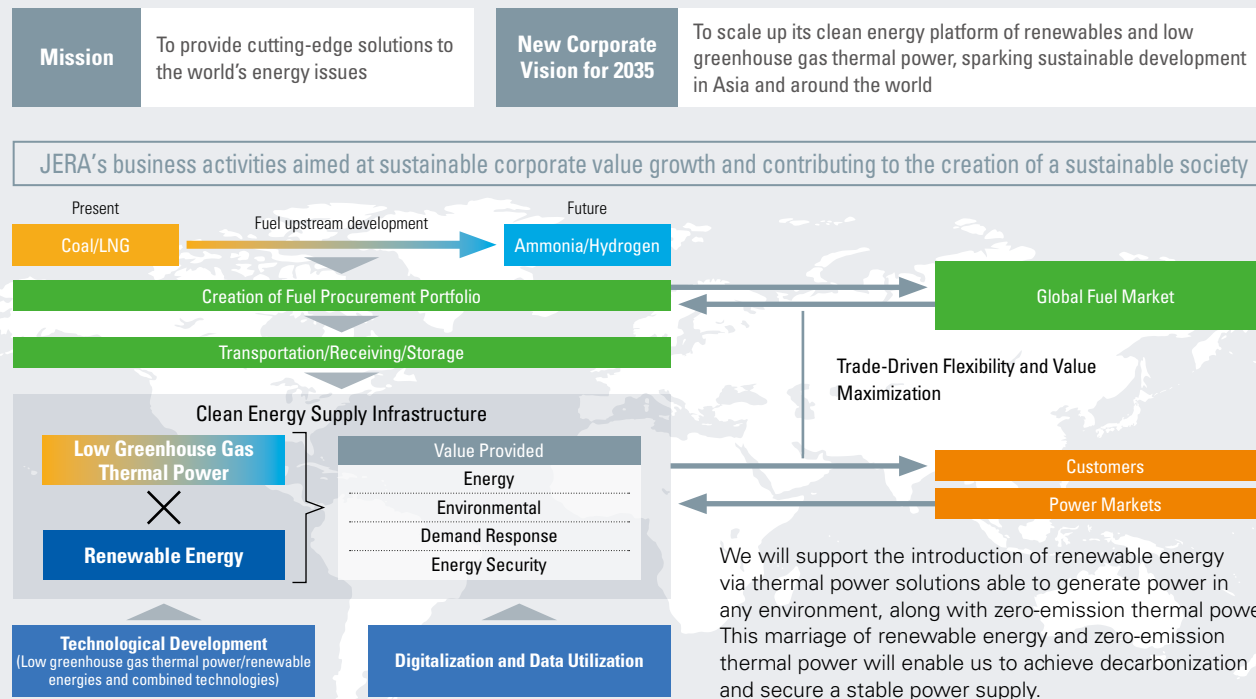 Mission
To provide cutting-edge solutions to
the world's energy issues
New Corporate
Vision for 2035
To scale up its clean energy platform of renewables and low
greenhouse gas thermal power, sparking sustainable development
in Asia and around the world
JERA's business activities aimed at sustainable corporate value growth and contributing to the creation of a sustainable society
Present
Fuel upstream development
Future
Coal/LNG
Ammonia/Hydrogen
Creation of Fuel Procurement Portfolio
Global Fuel Market
Transportation/Receiving/Storage
Trade-Driven Flexibility and Value
Maximization
Clean Energy Supply Infrastructure
Low Greenhouse Gas
Thermal Power
Renewable Energy
Value Provided
Energy
Environmental
Demand Response
Energy Security
Customers
Power Markets
We will support the introduction of renewable energy
via thermal power solutions able to generate power in
any environment, along with zero-emission thermal powe
This marriage of renewable energy and zero-emission
thermal power will enable us to achieve decarbonization
and secure a stable power supply.
Technological Development
(Low greenhouse gas thermal power/renewable
energies and combined technologies)
Digitalization and Data Utilization